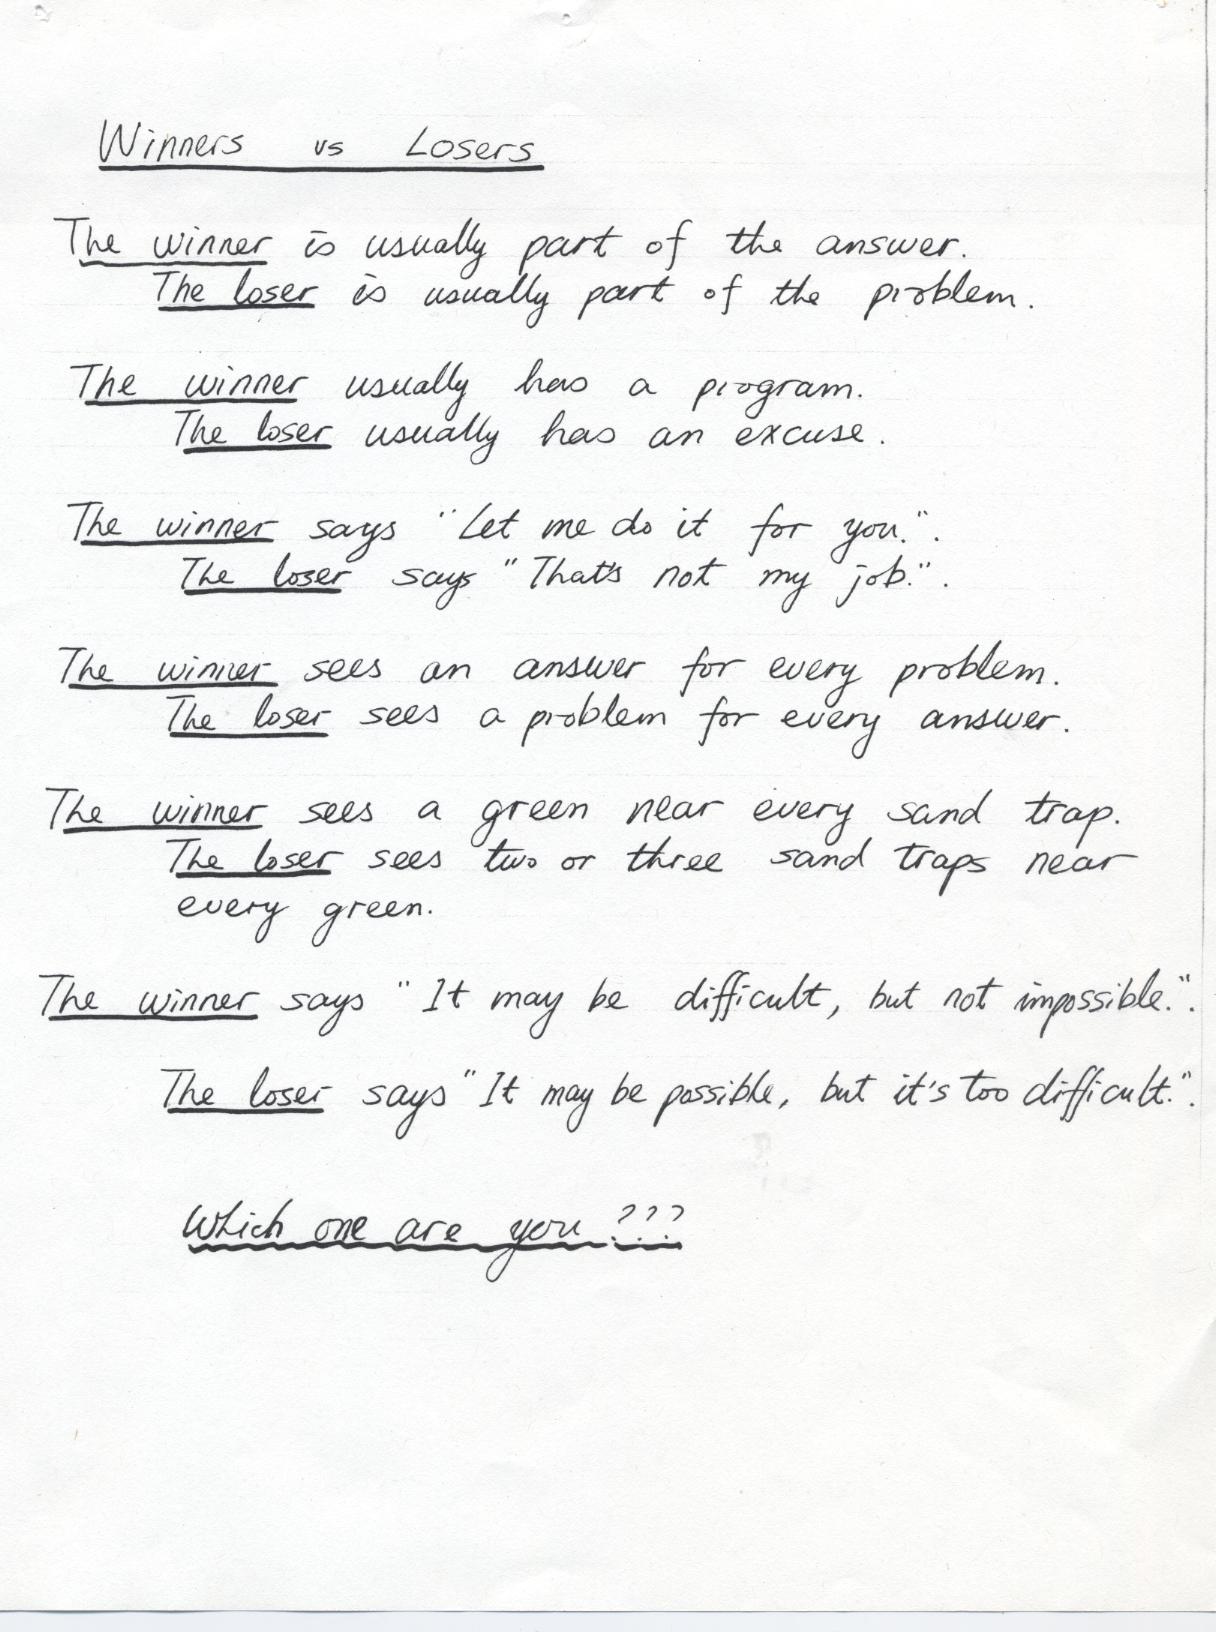 Winners vs Losers
The winner is usually part of the answer.
The loser is usually part of the problem.
The winner usually has a program.
The loser usually has an excuse.
The winner says "Let me do it for you.".
The loser says "That's not my job.".
The winner sees an answer for every problem.
The loser sees a problem for every answer.
The winner sees a green near every sand trap.
The loser sees two or three sand traps near
every green.
The winner says "It may be difficult, but not impossible.".
The loser says "It may be possible, but it's too difficult.".
Which one are you???